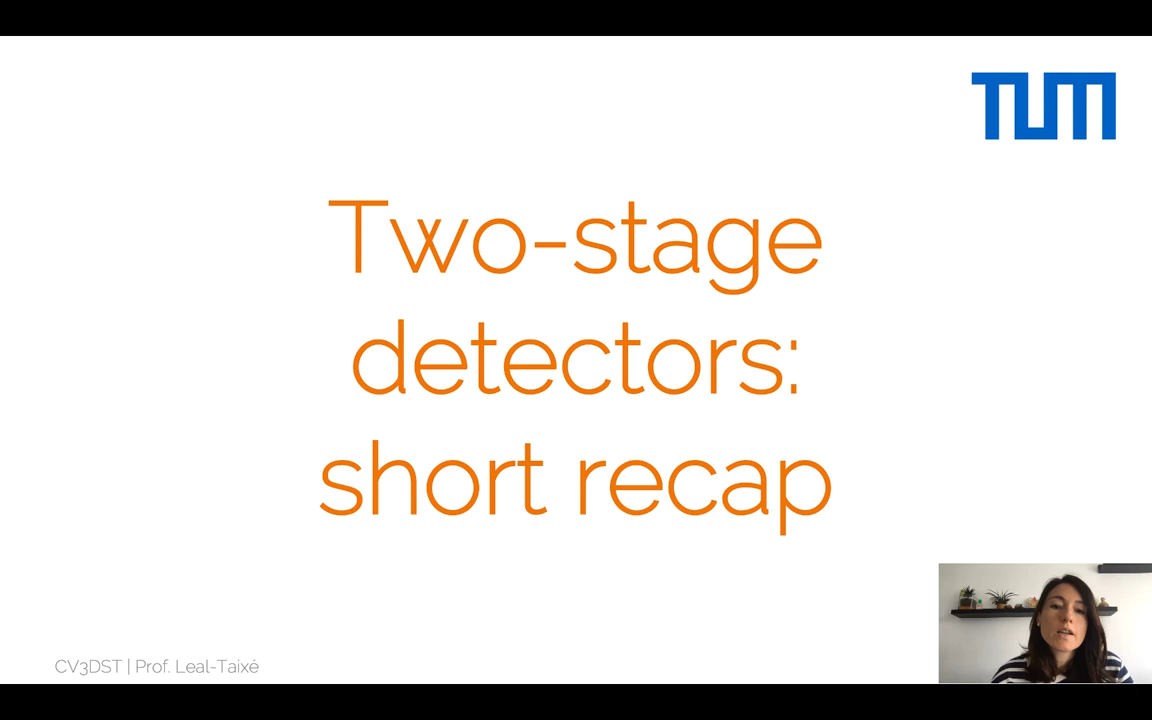 TUM
Two-stage
detectors:
short recap
CV3DST | Prof. Leal-Taixé